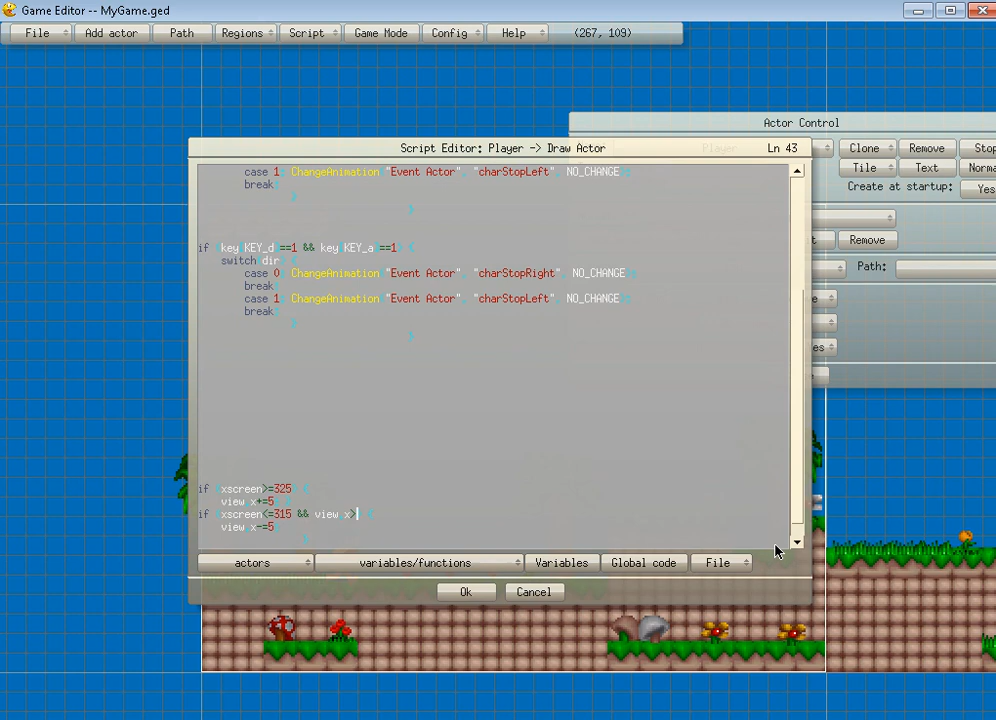 Game Editor -- MyGame.ged
File Add actor Path Regions Script Game Mode Config Help (267, 109)
Actor Control
Script Editor: Player -> Draw Actor Ln 43
Clone Remove Stop
Tile Text Norma
Create at startup: Yes
case 1: ChangeAnimation("Event Actor", "charStopLeft", NO_CHANGE);
break;
}
}
if (key[KEY_d]==1 && key[KEY_a]==1) {
switch(dir) {
case 0: ChangeAnimation("Event Actor", "charStopRight", NO_CHANGE);
break;
case 1: ChangeAnimation("Event Actor", "charStopLeft", NO_CHANGE);
break;
}
}
t Remove
Path:
e
es
if (xscreen>=325) {
view.x+=5; }
if (xscreen<=315 && view.x>) {
view.x-=5;
}
actors variables/functions Variables Global code File
Ok Cancel